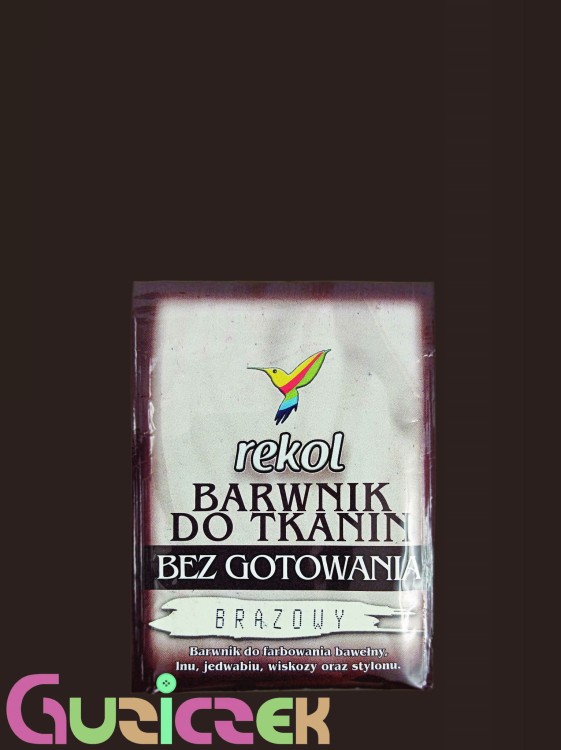 rekol
BARWNIK
DO TKANIN
BEZ GOTOWANIA
BRĄZOWY
Barwnik do farbowania bawełny,
lnu, jedwabiu, wiskozy oraz stylonu.
GUZICZEK